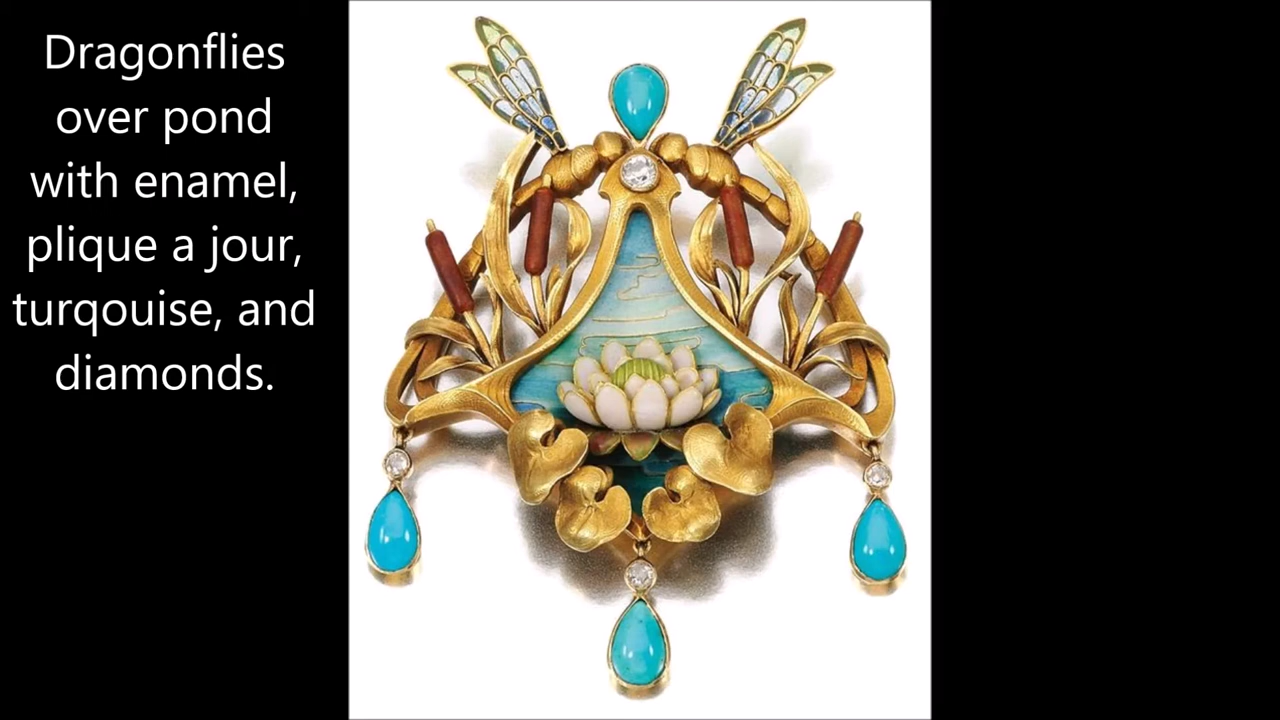 Dragonflies
over pond
with enamel,
plique a jour,
turqouise, and
diamonds.